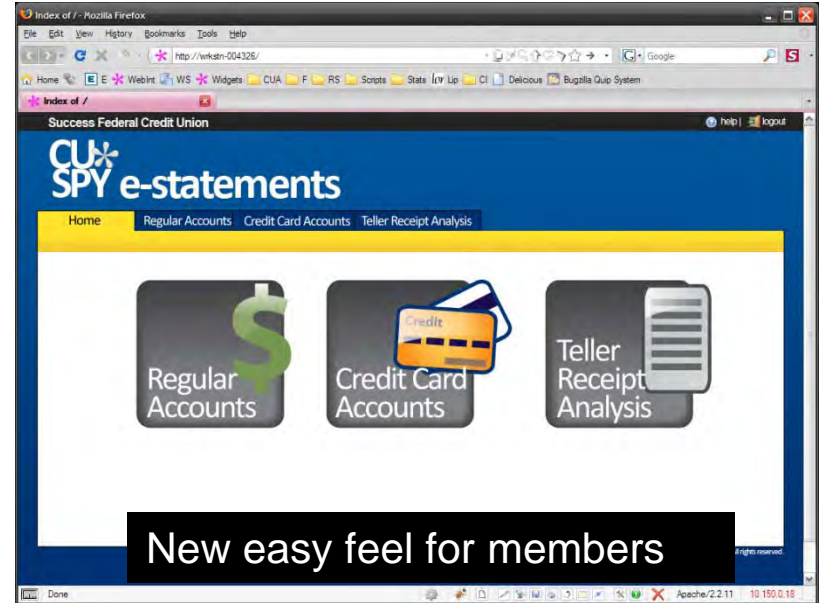 Index of / - Mozilla Firefox
File Edit View History Bookmarks Tools Help
http://wrkstn-004326/
Google
Home E Webint WS Widgets CUA F RS Scripts Stats Lip CI Delicious Bugzilla Quip System
Index of /
Success Federal Credit Union help | logout
CU*
SPY e-statements
Home Regular Accounts Credit Card Accounts Teller Receipt Analysis
Credit
Regular
Accounts
Credit Card
Accounts
Teller
Receipt
Analysis
New easy feel for members
rights reserved.
Done Apache/2.2.11 10.150.0.18